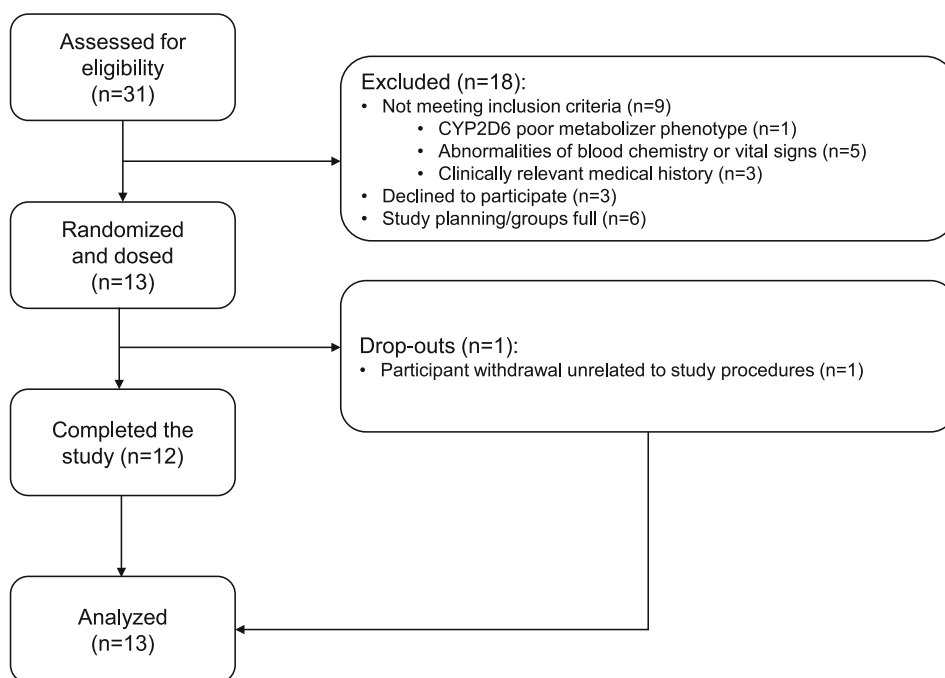 Assessed for
eligibility
(n=31)
Excluded (n=18):
• Not meeting inclusion criteria (n=9)
• CYP2D6 poor metabolizer phenotype (n=1)
• Abnormalities of blood chemistry or vital signs (n=5)
• Clinically relevant medical history (n=3)
• Declined to participate (n=3)
• Study planning/groups full (n=6)
Randomized
and dosed
(n=13)
Drop-outs (n=1):
• Participant withdrawal unrelated to study procedures (n=1)
Completed the
study (n=12)
Analyzed
(n=13)